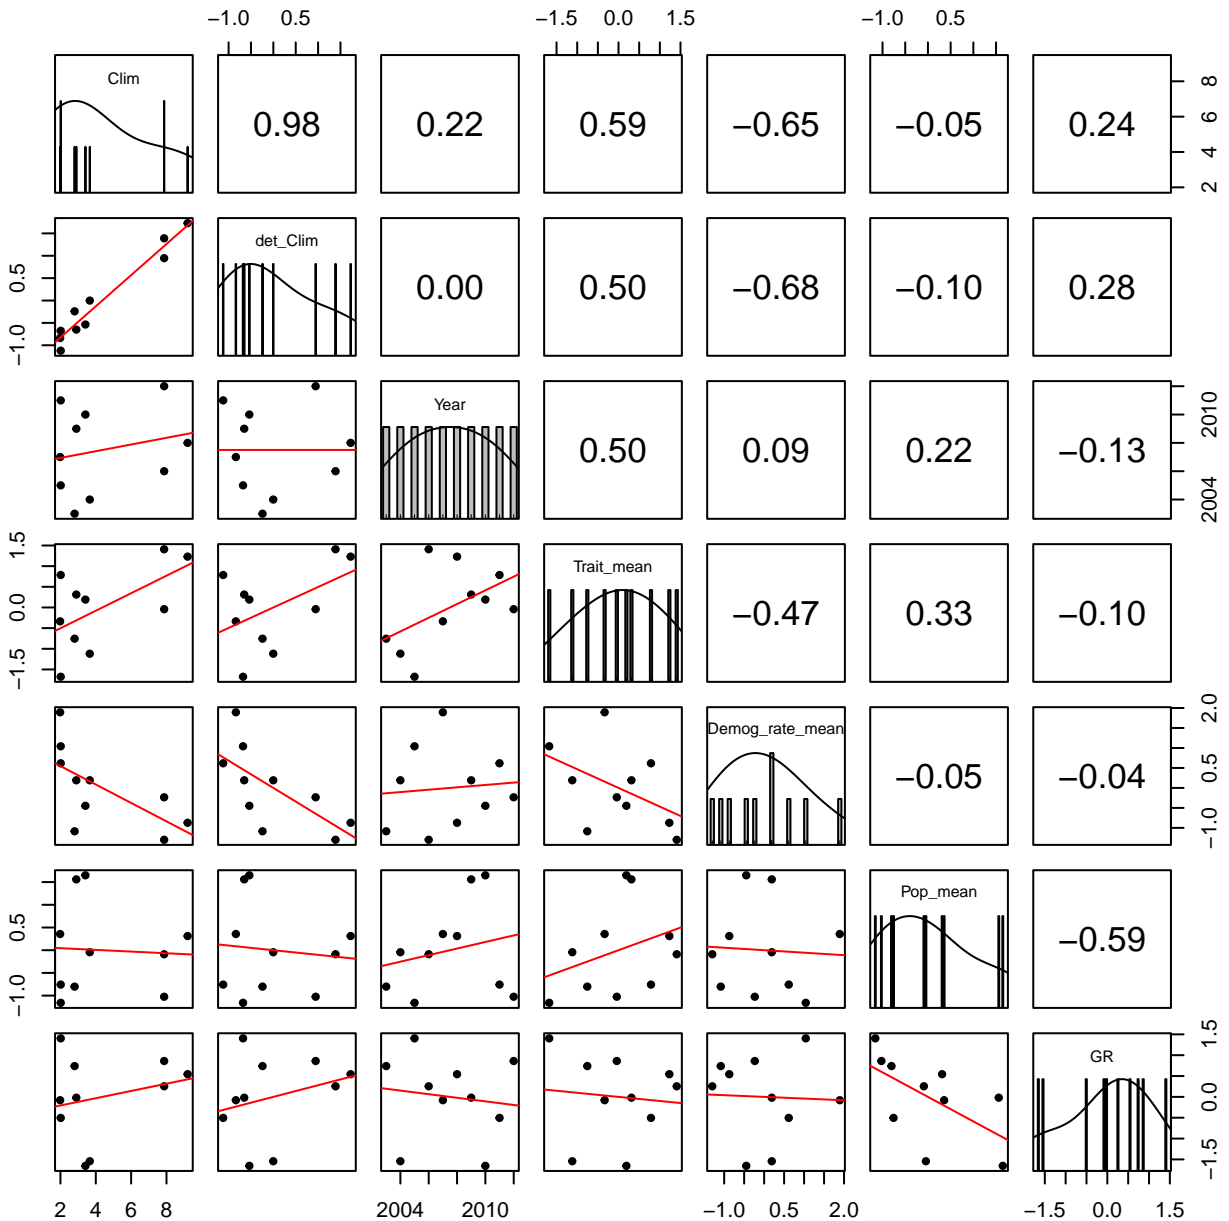 −1.0 0.5 −1.5 0.0 1.5 −1.0 0.5
Clim 0.98 0.22 0.59 −0.65 −0.05 0.24 2 4 6 8
−1.0 0.5 det_Clim 0.00 0.50 −0.68 −0.10 0.28
Year 0.50 0.09 0.22 −0.13 2004 2010
−1.5 0.0 1.5 Trait_mean −0.47 0.33 −0.10
Demog_rate_mean −0.05 −0.04 −1.0 0.5 2.0
−1.0 0.5 Pop_mean −0.59
GR −1.5 0.0 1.5
2 4 6 8 2004 2010 −1.0 0.5 2.0 −1.5 0.0 1.5